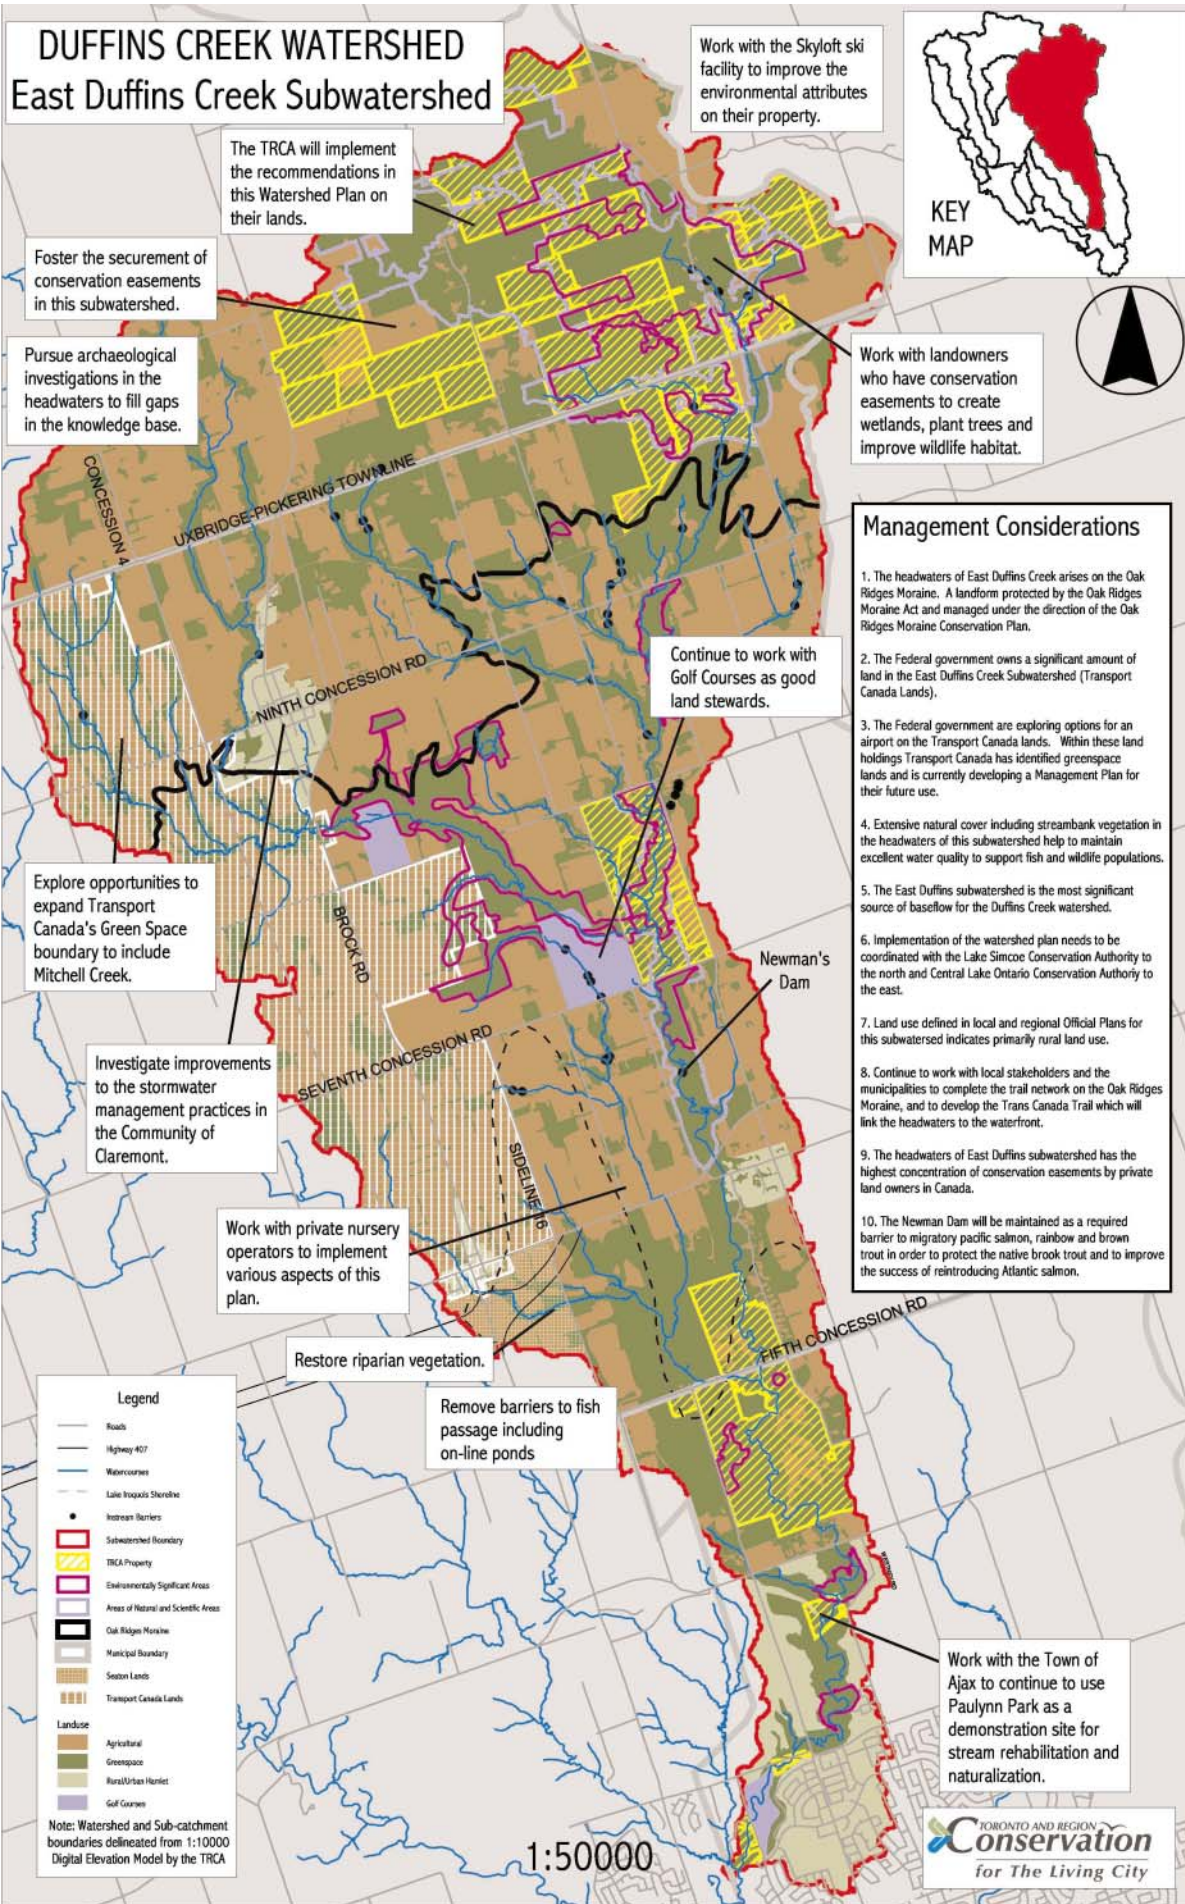 DUFFINS CREEK WATERSHED
East Duffins Creek Subwatershed
Work with the Skyloft ski
facility to improve the
environmental attributes
on their property.
KEY
MAP
The TRCA will implement
the recommendations in
this Watershed Plan on
their lands.
Foster the securement of
conservation easements
in this subwatershed.
Pursue archaeological
investigations in the
headwaters to fill gaps
in the knowledge base.
Work with landowners
who have conservation
easements to create
wetlands, plant trees and
improve wildlife habitat.
CONCESSION 4
UXBRIDGE-PICKERING TOWNLINE
NINTH CONCESSION RD
Continue to work with
Golf Courses as good
land stewards.
Management Considerations
1. The headwaters of East Duffins Creek arises on the Oak
Ridges Moraine. A landform protected by the Oak Ridges
Moraine Act and managed under the direction of the Oak
Ridges Moraine Conservation Plan.
2. The Federal government owns a significant amount of
land in the East Duffins Creek Subwatershed (Transport
Canada Lands).
3. The Federal government are exploring options for an
airport on the Transport Canada lands. Within these land
holdings Transport Canada has identified greenspace
lands and is currently developing a Management Plan for
their future use.
4. Extensive natural cover including streambank vegetation in
the headwaters of this subwatershed help to maintain
excellent water quality to support fish and wildlife populations.
5. The East Duffins subwatershed is the most significant
source of baseflow for the Duffins Creek watershed.
6. Implementation of the watershed plan needs to be
coordinated with the Lake Simcoe Conservation Authority to
the north and Central Lake Ontario Conservation Authoriy to
the east.
7. Land use defined in local and regional Official Plans for
this subwatersed indicates primarily rural land use.
8. Continue to work with local stakeholders and the
municipalities to complete the trail network on the Oak Ridges
Moraine, and to develop the Trans Canada Trail which will
link the headwaters to the waterfront.
9. The headwaters of East Duffins subwatershed has the
highest concentration of conservation easements by private
land owners in Canada.
10. The Newman Dam will be maintained as a required
barrier to migratory pacific salmon, rainbow and brown
trout in order to protect the native brook trout and to improve
the success of reintroducing Atlantic salmon.
Explore opportunities to
expand Transport
Canada's Green Space
boundary to include
Mitchell Creek.
BROCK RD
Newman's
Dam
SEVENTH CONCESSION RD
Investigate improvements
to the stormwater
management practices in
the Community of
Claremont.
SIDELINE 16
Work with private nursery
operators to implement
various aspects of this
plan.
Restore riparian vegetation.
FIFTH CONCESSION RD
Remove barriers to fish
passage including
on-line ponds
Legend
Roads
Highway 407
Watercourses
Lake Iroquois Shoreline
Instream Barriers
Subwatershed Boundary
TRCA Property
Environmentally Significant Areas
Areas of Natural and Scientific Areas
Oak Ridges Moraine
Municipal Boundary
Seaton Lands
Transport Canada Lands
Landuse
Agricultural
Greenspace
Rural/Urban Hamlet
Golf Courses
Note: Watershed and Sub-catchment
boundaries delineated from 1:10000
Digital Elevation Model by the TRCA
Work with the Town of
Ajax to continue to use
Paulynn Park as a
demonstration site for
stream rehabilitation and
naturalization.
1:50000
TORONTO AND REGION
Conservation
for The Living City